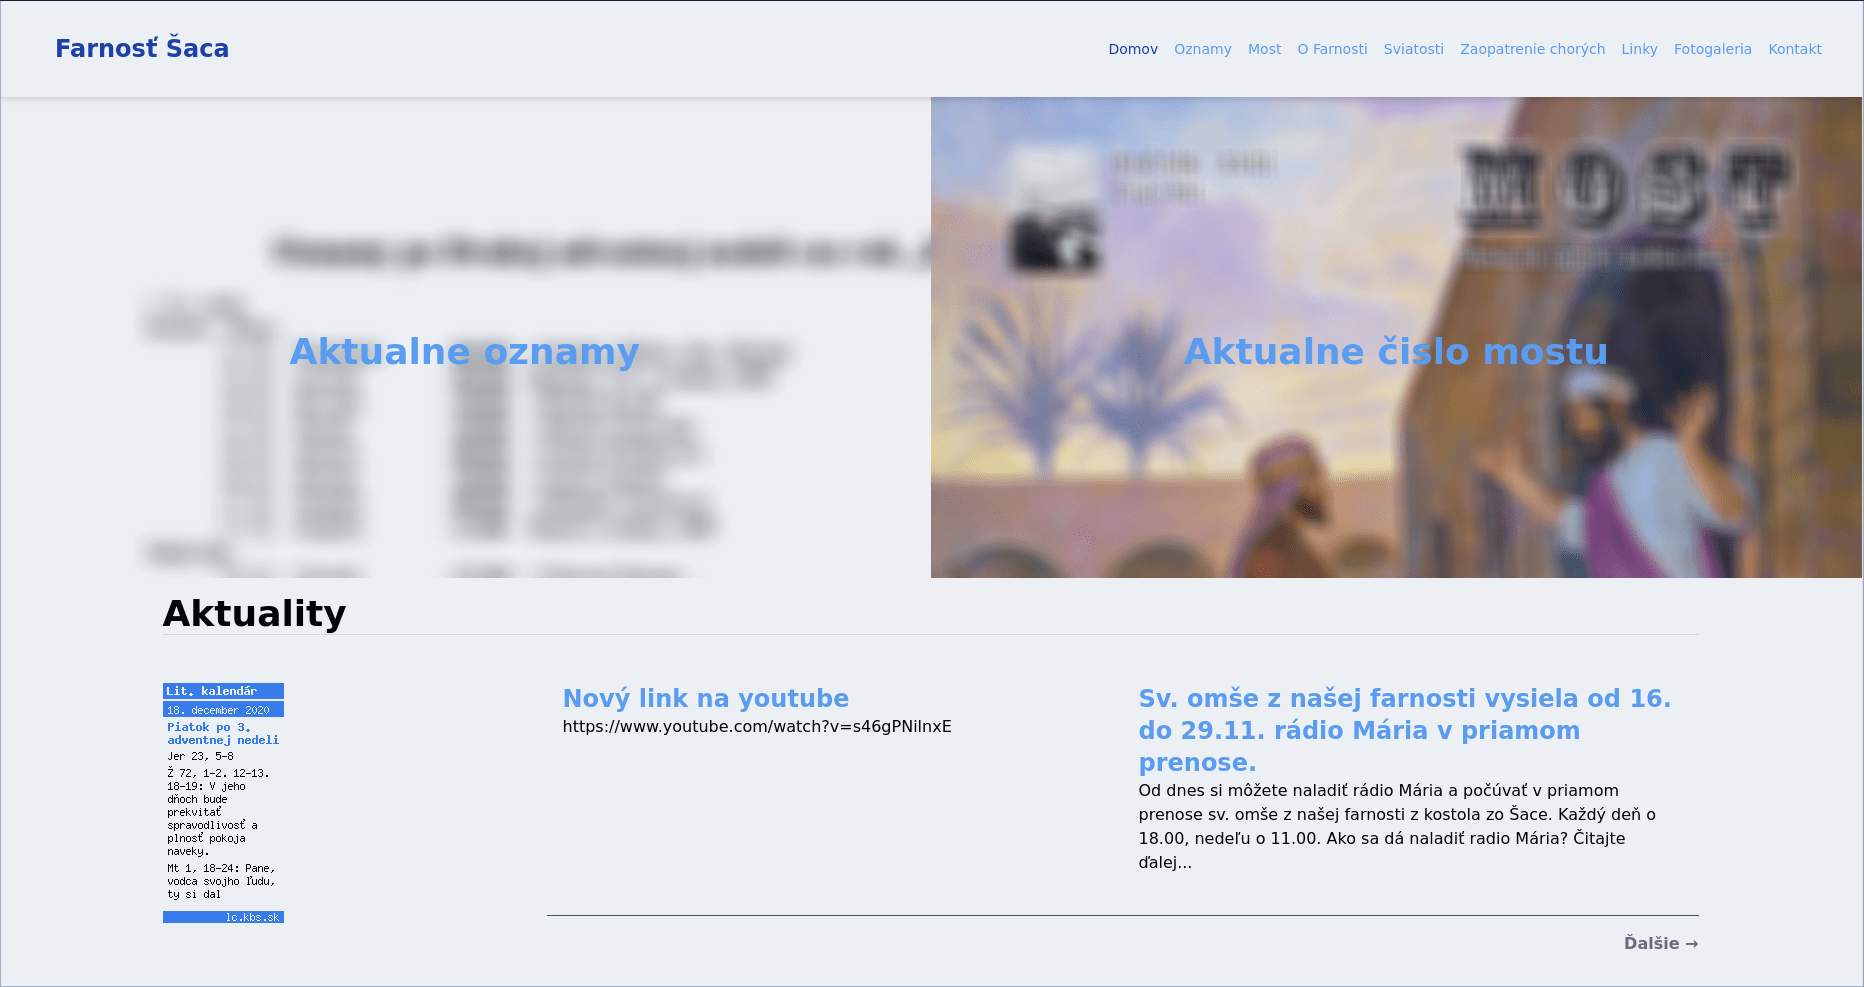 Farnosť Šaca
Domov Oznamy Most O Farnosti Sviatosti Zaopatrenie chorých Linky Fotogaleria Kontakt
MOST
Aktualne oznamy
Aktualne čislo mostu
Aktuality
Lit. kalendár
18. december 2020
Piatok po 3.
adventnej nedeli
Jer 23, 5-8
Ž 72, 1-2. 12-13.
18-19: V jeho
dňoch bude
prekvitať
spravodlivosť a
plnosť pokoja
naveky.
Mt 1, 18-24: Pane,
vodca svojho ľudu,
ty si dal
lc.kbs.sk
Nový link na youtube
https://www.youtube.com/watch?v=s46gPNilnxE
Sv. omše z našej farnosti vysiela od 16.
do 29.11. rádio Mária v priamom
prenose.
Od dnes si môžete naladiť rádio Mária a počúvať v priamom
prenose sv. omše z našej farnosti z kostola zo Šace. Každý deň o
18.00, nedeľu o 11.00. Ako sa dá naladiť radio Mária? Čitajte
ďalej...
Ďalšie →